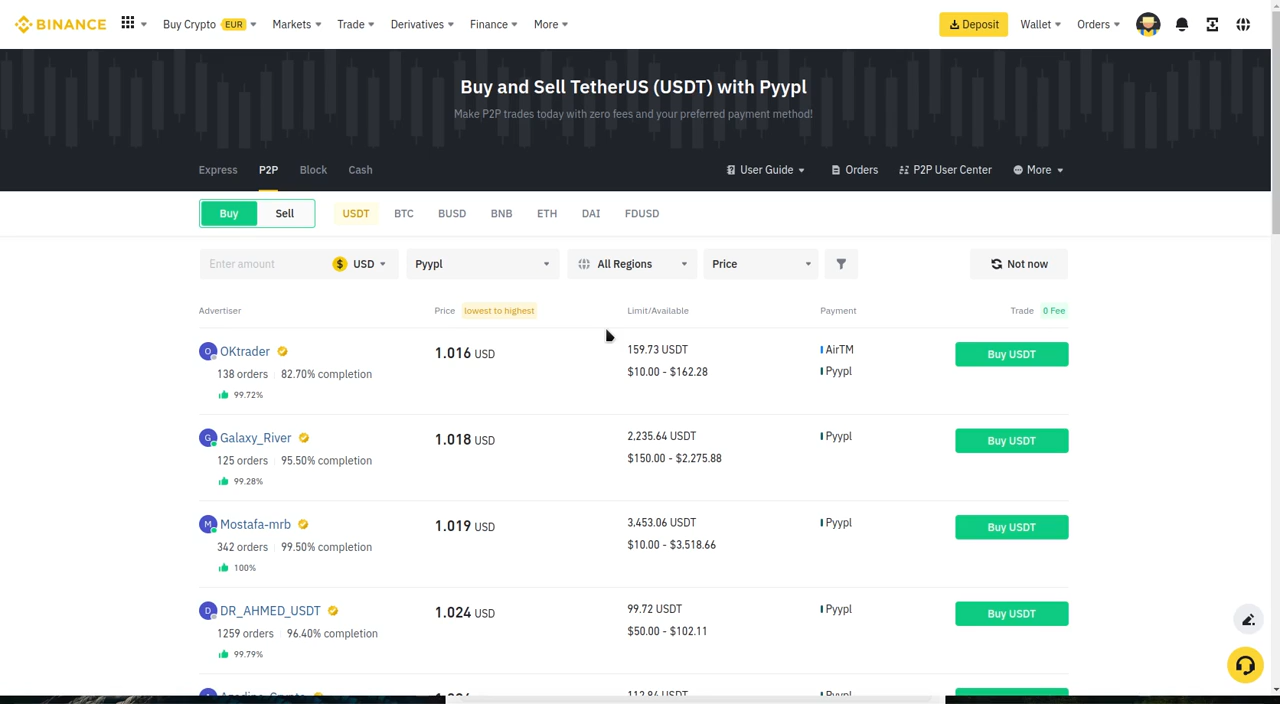 BINANCE Buy Crypto EUR Markets Trade Derivatives Finance More Deposit Wallet Orders
Buy and Sell TetherUS (USDT) with Pyypl
Make P2P trades today with zero fees and your preferred payment method!
Express P2P Block Cash User Guide Orders P2P User Center More
Buy Sell USDT BTC BUSD BNB ETH DAI FDUSD
Enter amount $ USD Pyypl All Regions Price Not now
Advertiser Price lowest to highest Limit/Available Payment Trade 0 Fee
O OKtrader 1.016 USD 159.73 USDT AirTM Buy USDT
138 orders 82.70% completion $10.00 - $162.28 Pyypl
99.72%
G Galaxy_River 1.018 USD 2,235.64 USDT Pyypl Buy USDT
125 orders 95.50% completion $150.00 - $2,275.88
99.28%
M Mostafa-mrb 1.019 USD 3,453.06 USDT Pyypl Buy USDT
342 orders 99.50% completion $10.00 - $3,518.66
100%
D DR_AHMED_USDT 1.024 USD 99.72 USDT Pyypl Buy USDT
1259 orders 96.40% completion $50.00 - $102.11
99.79%